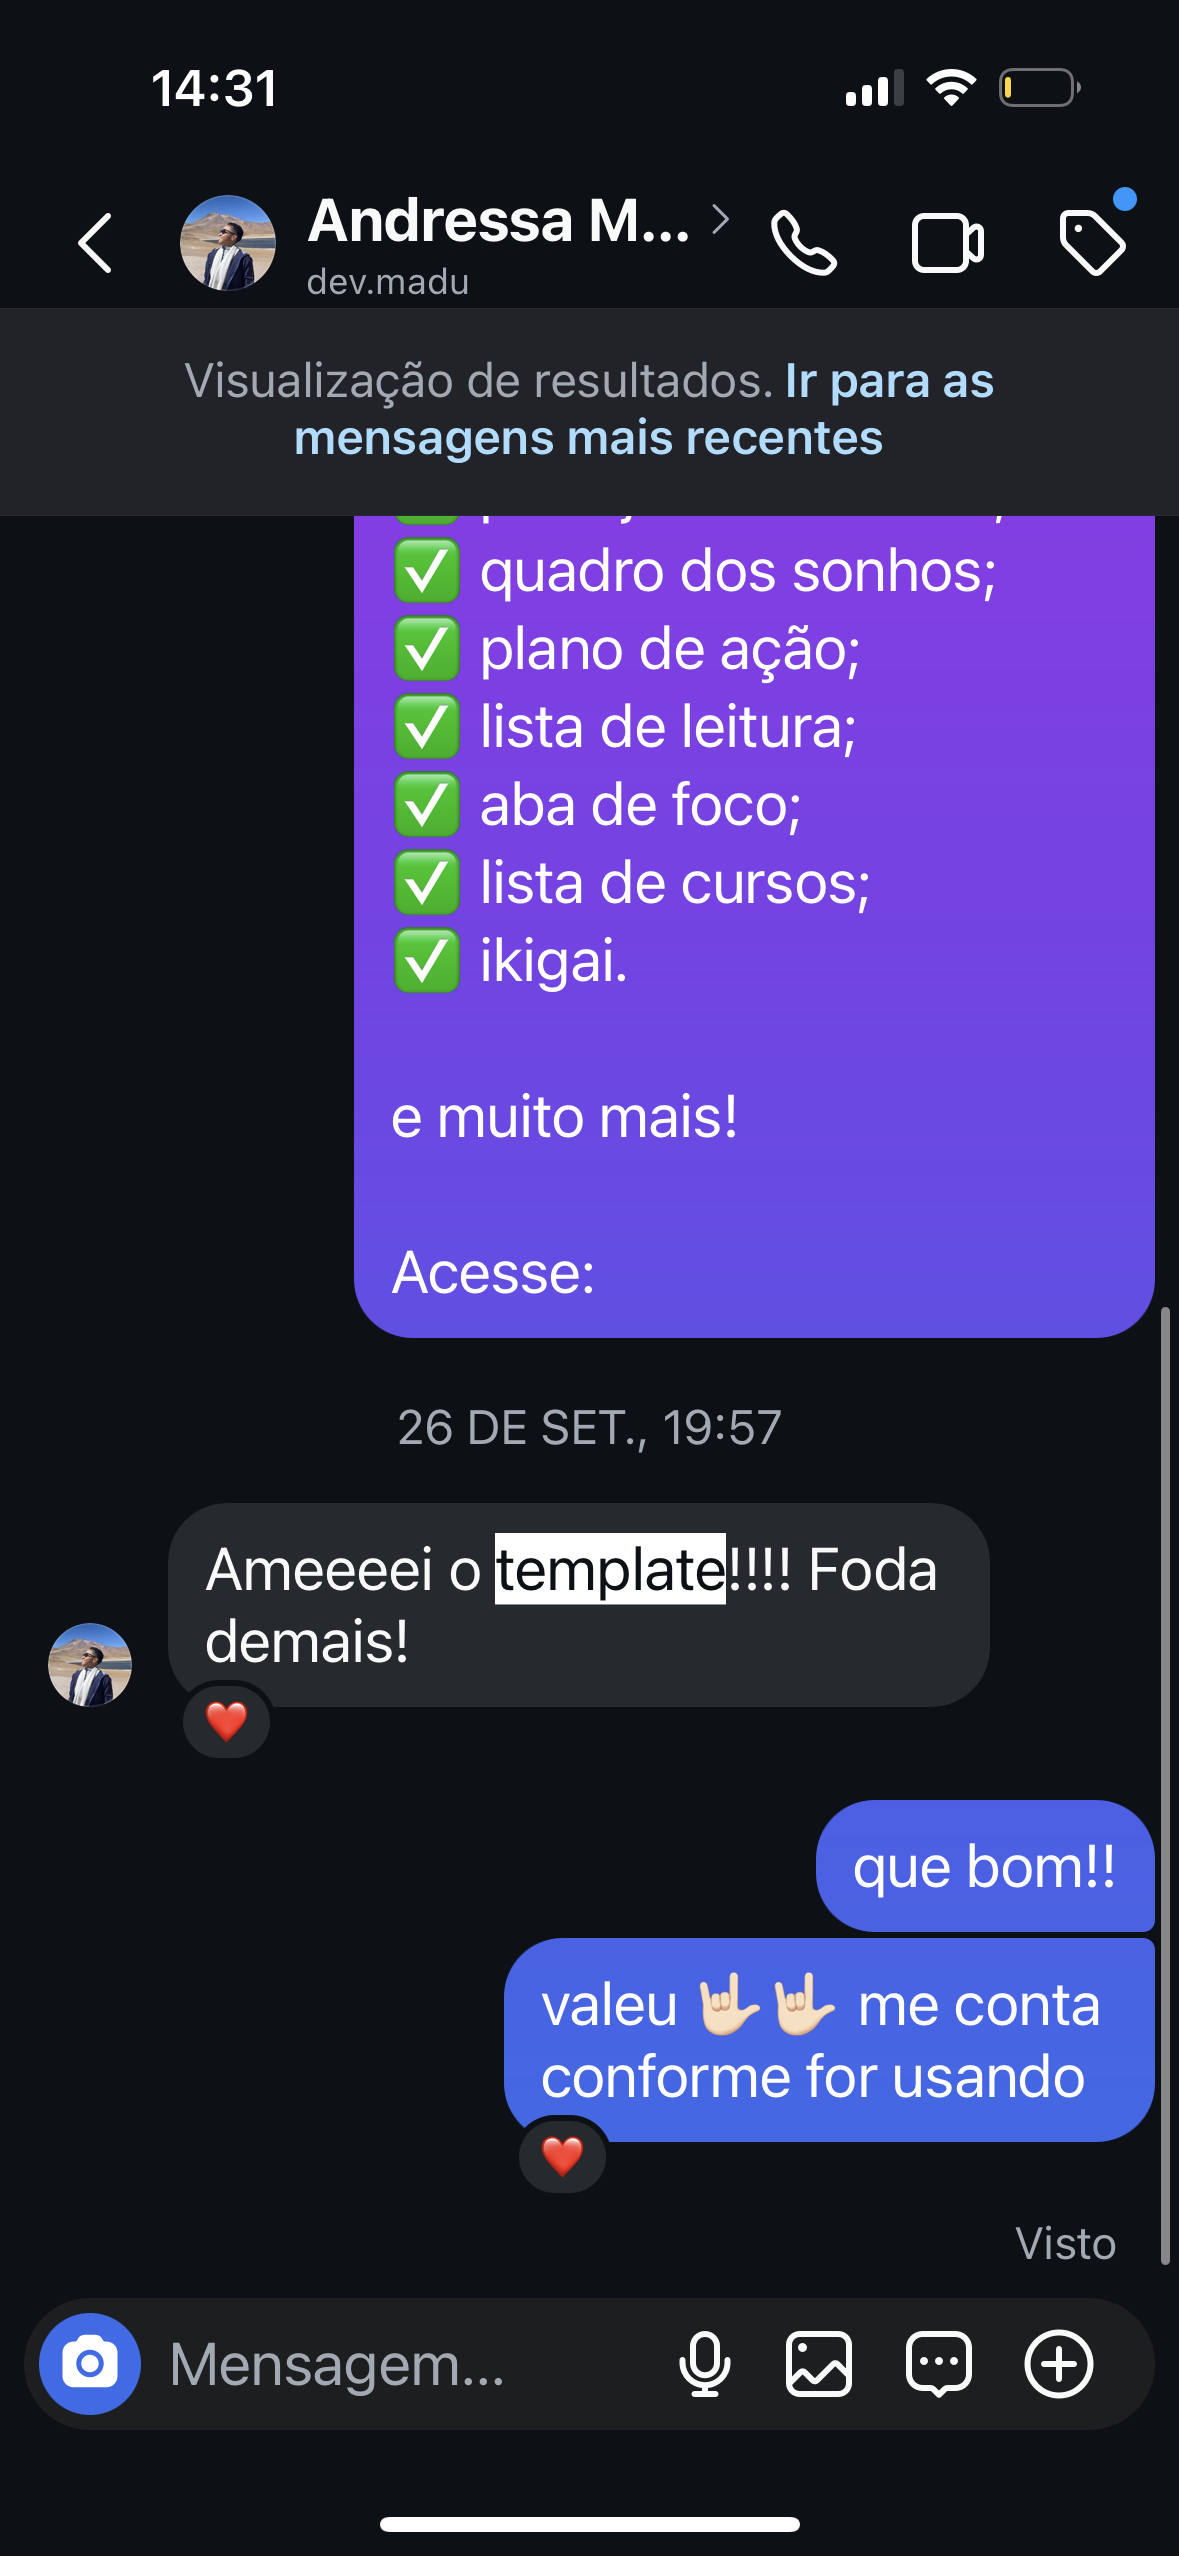 14:31
Andressa M...
dev.madu
Visualização de resultados. Ir para as
mensagens mais recentes
✅ quadro dos sonhos;
✅ plano de ação;
✅ lista de leitura;
✅ aba de foco;
✅ lista de cursos;
✅ ikigai.
e muito mais!
Acesse:
26 DE SET., 19:57
Ameeeei o template!!!! Foda
demais!
que bom!!
valeu 🤟🏻🤟🏻 me conta
conforme for usando
Visto
Mensagem...